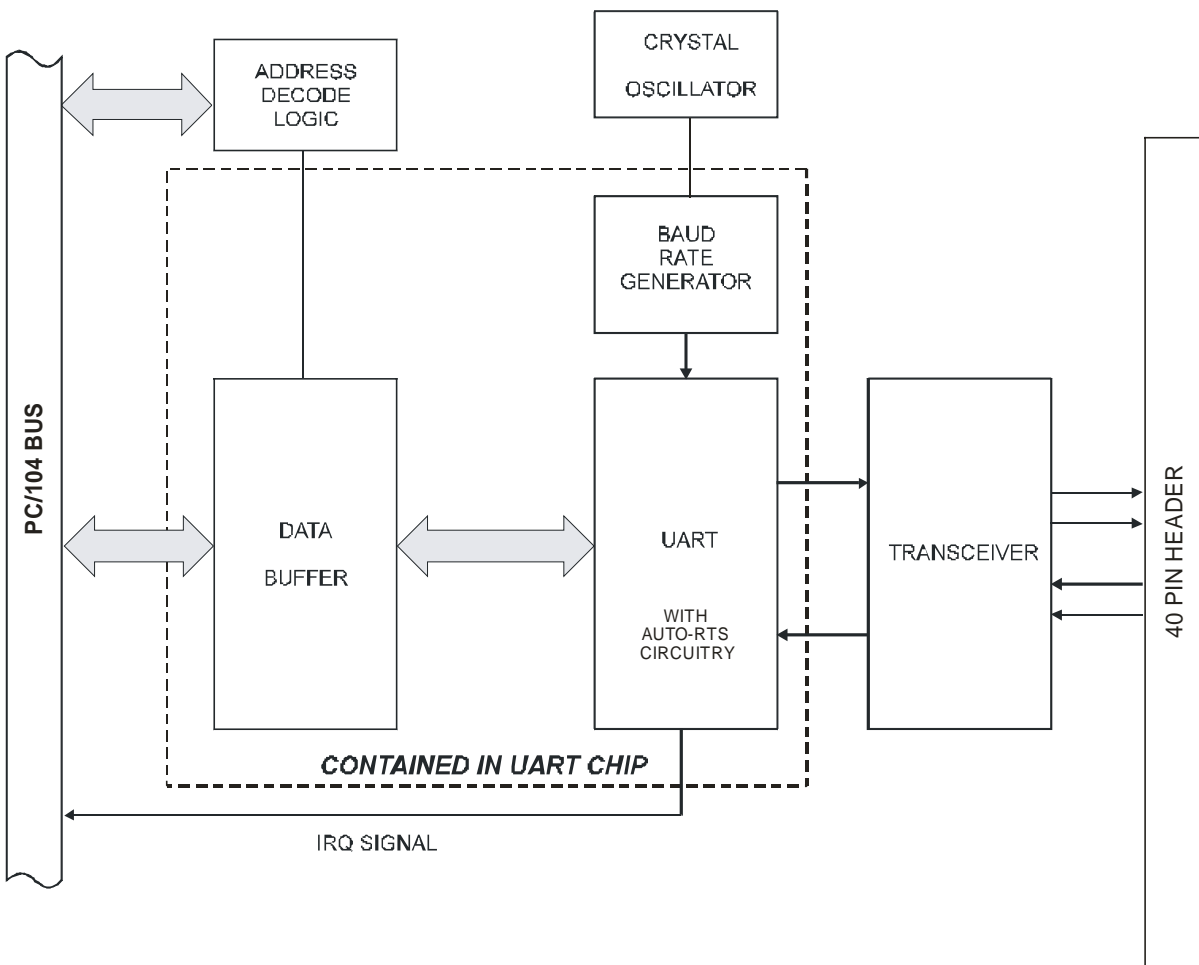 ADDRESS
DECODE
LOGIC
CRYSTAL
OSCILLATOR
BAUD
RATE
GENERATOR
PC/104 BUS
DATA
BUFFER
UART
WITH
AUTO-RTS
CIRCUITRY
TRANSCEIVER
40 PIN HEADER
CONTAINED IN UART CHIP
IRQ SIGNAL